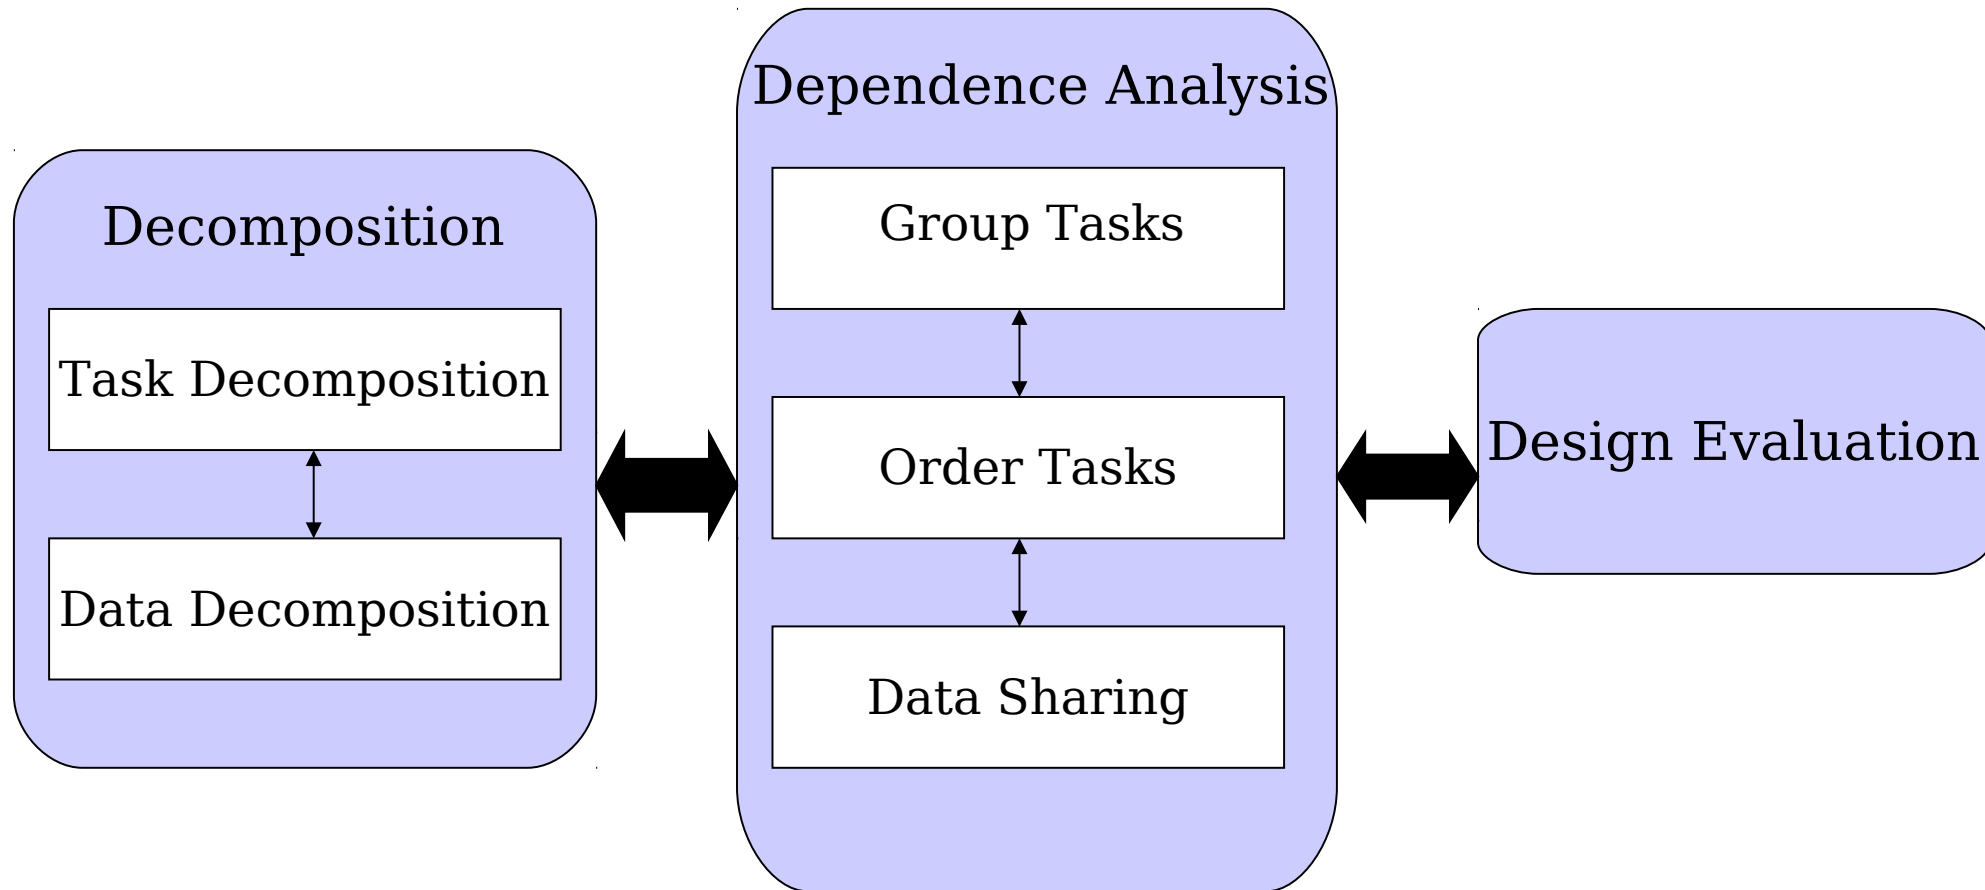 Decomposition
Task Decomposition
Data Decomposition
Dependence Analysis
Group Tasks
Order Tasks
Data Sharing
Design Evaluation